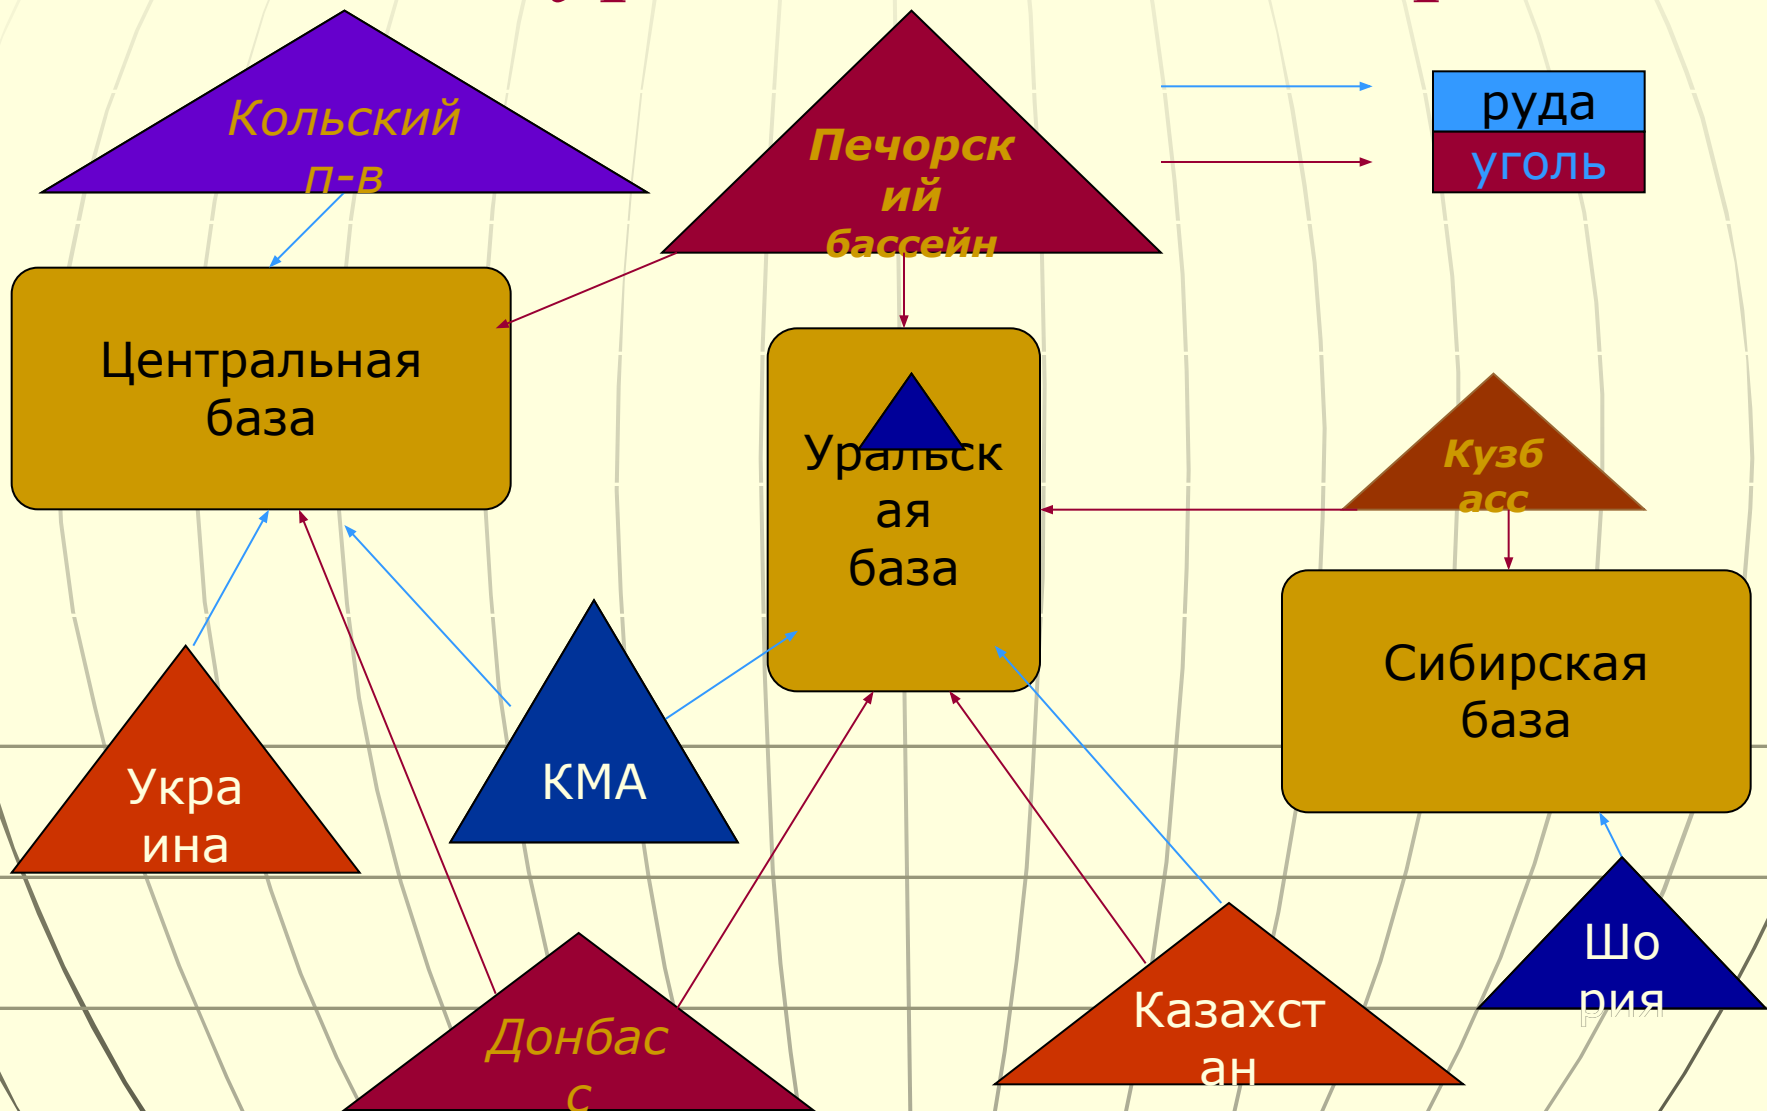 Кольский
п-в
Печорск
ий
бассейн
руда
уголь
Центральная
база
Уральск
ая
база
Кузб
асс
Сибирская
база
Укра
ина
КМА
Шо
рия
Казахст
ан
Донбас
с